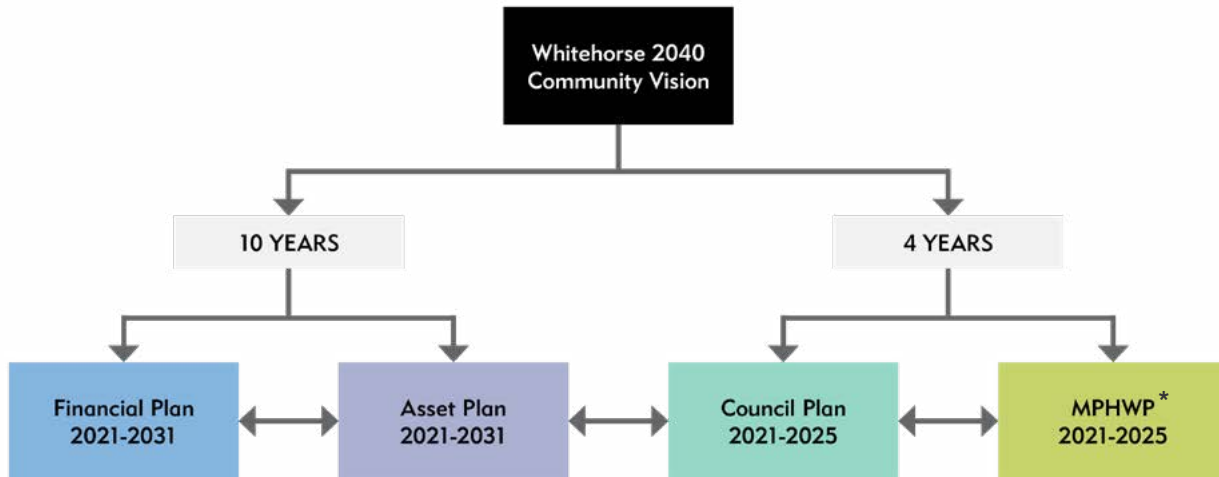 Whitehorse 2040
Community Vision
10 YEARS
4 YEARS
Financial Plan
2021-2031
Asset Plan
2021-2031
Council Plan
2021-2025
MPHWP*
2021-2025